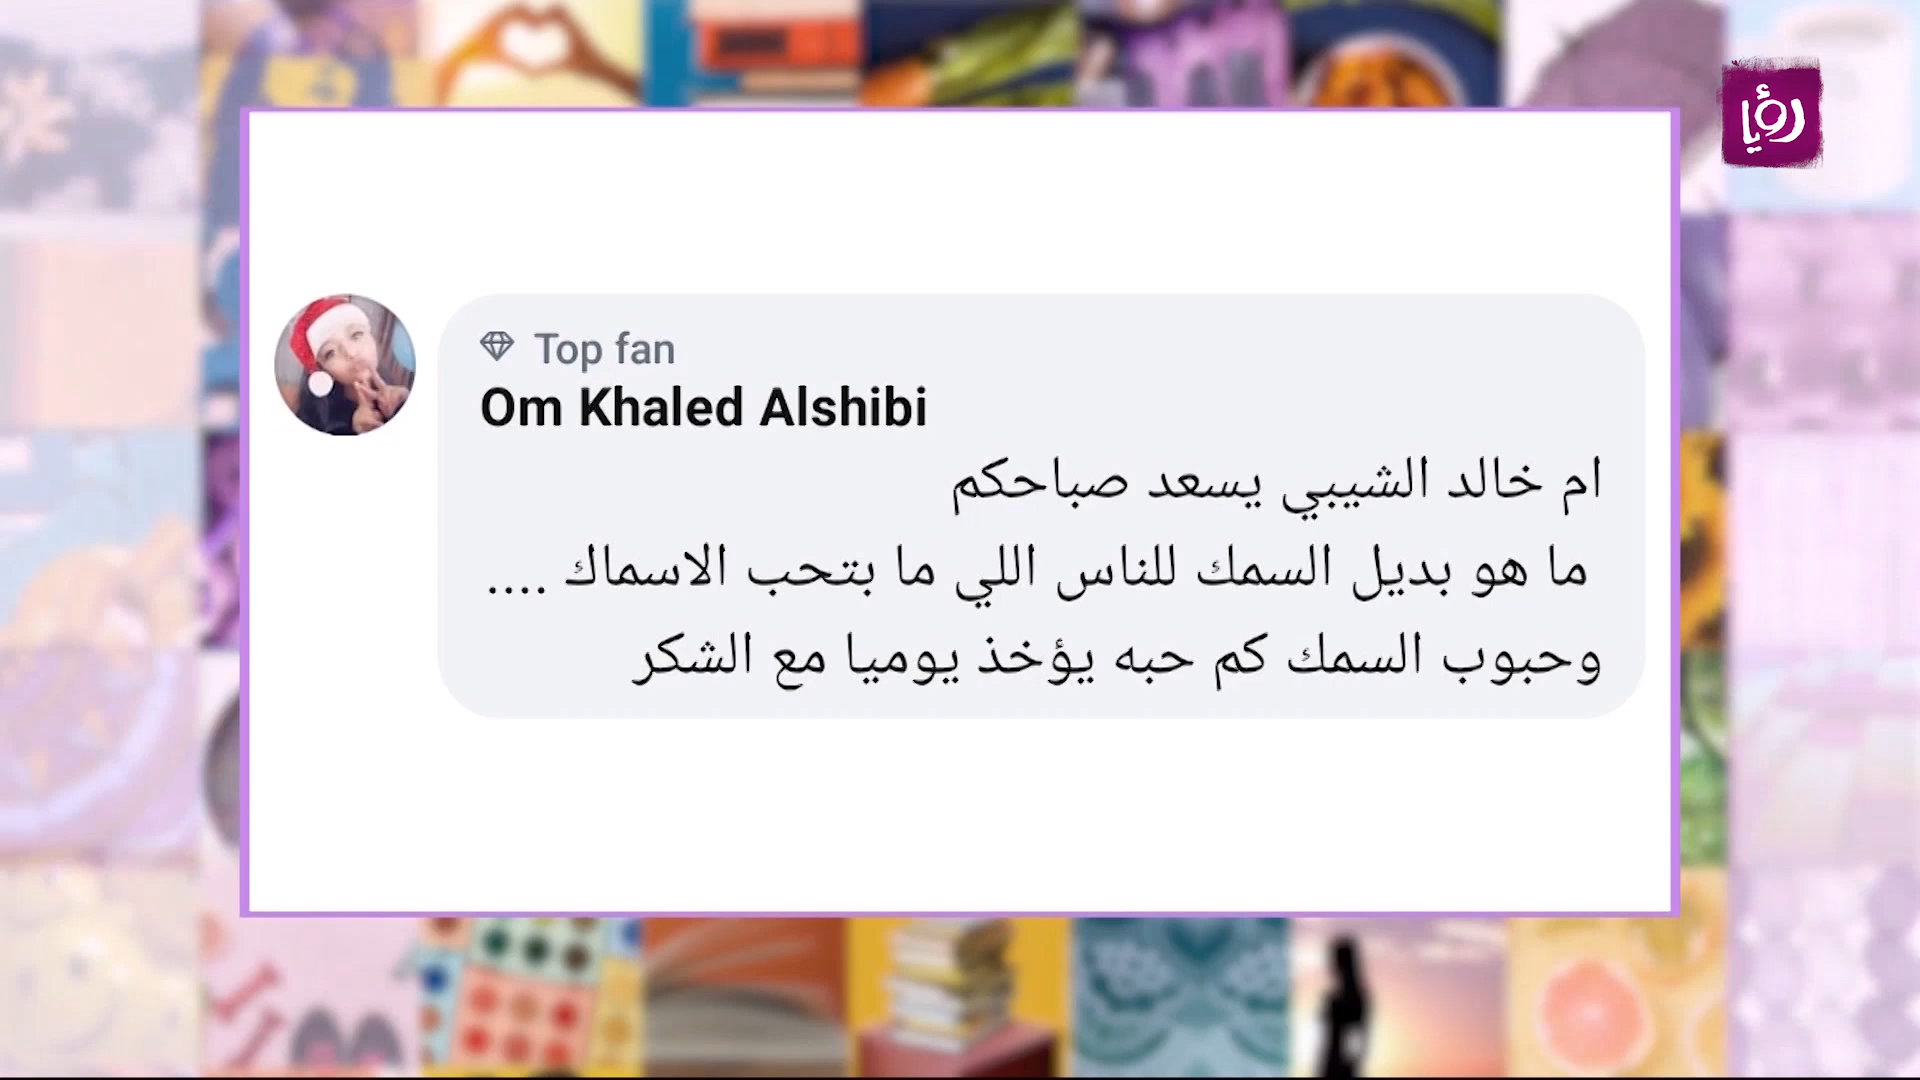 رؤيا
Top fan
Om Khaled Alshibi
ام خالد الشيبي يسعد صباحكم
ما هو بديل السمك للناس اللي ما بتحب الاسماك ....
وحبوب السمك كم حبه يؤخذ يوميا مع الشكر